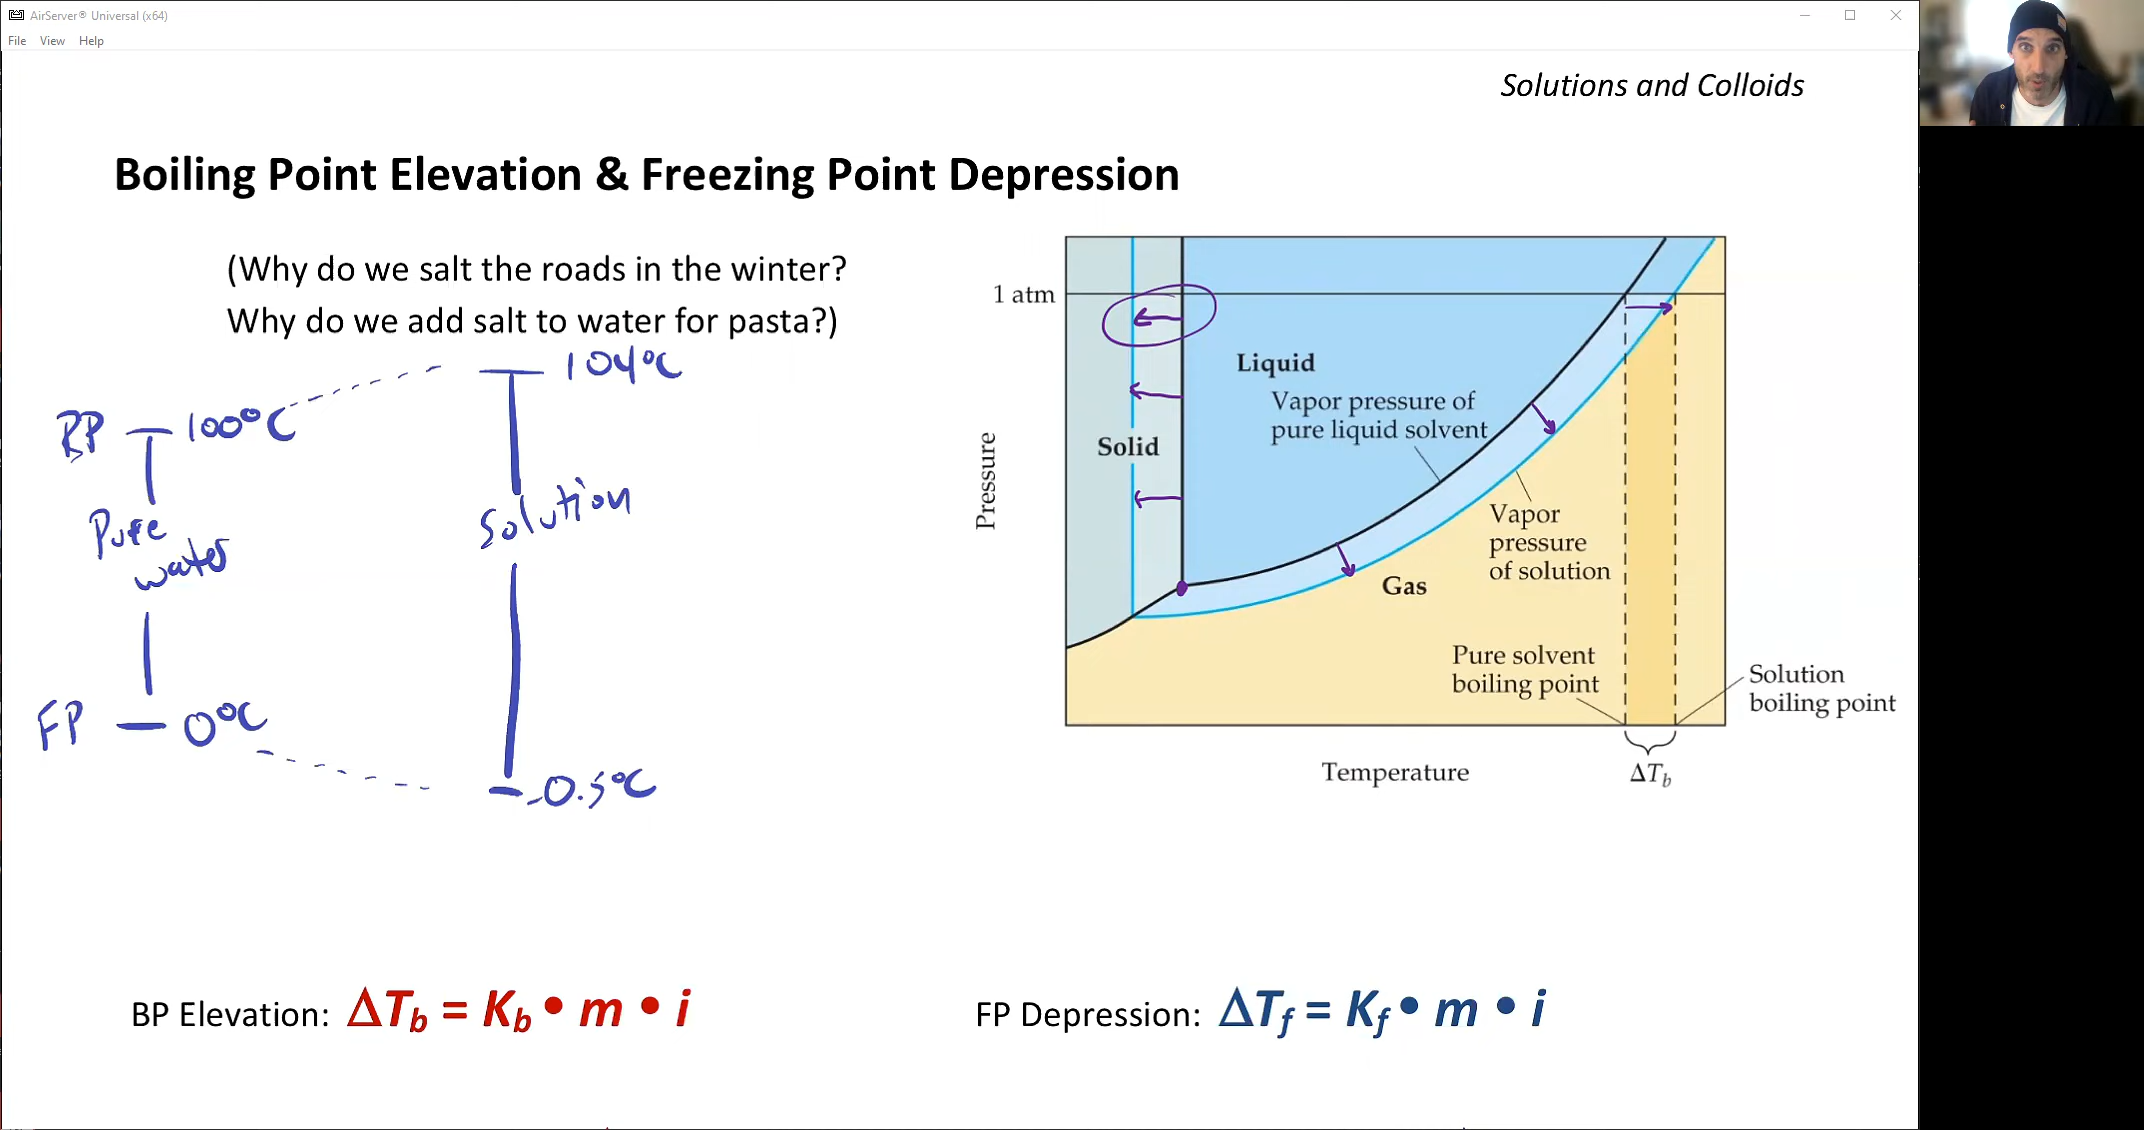 AirServer® Universal (x64)
File View Help
Solutions and Colloids
Boiling Point Elevation & Freezing Point Depression
(Why do we salt the roads in the winter?
Why do we add salt to water for pasta?)
BP 100°C
104°C
Pure
water
Solution
FP 0°C
-0.5°C
1 atm
Pressure
Solid
Liquid
Vapor pressure of
pure liquid solvent
Vapor
pressure
of solution
Gas
Pure solvent
boiling point
Solution
boiling point
Temperature
ΔTb
BP Elevation: ΔTb = Kb • m • i
FP Depression: ΔTf = Kf • m • i